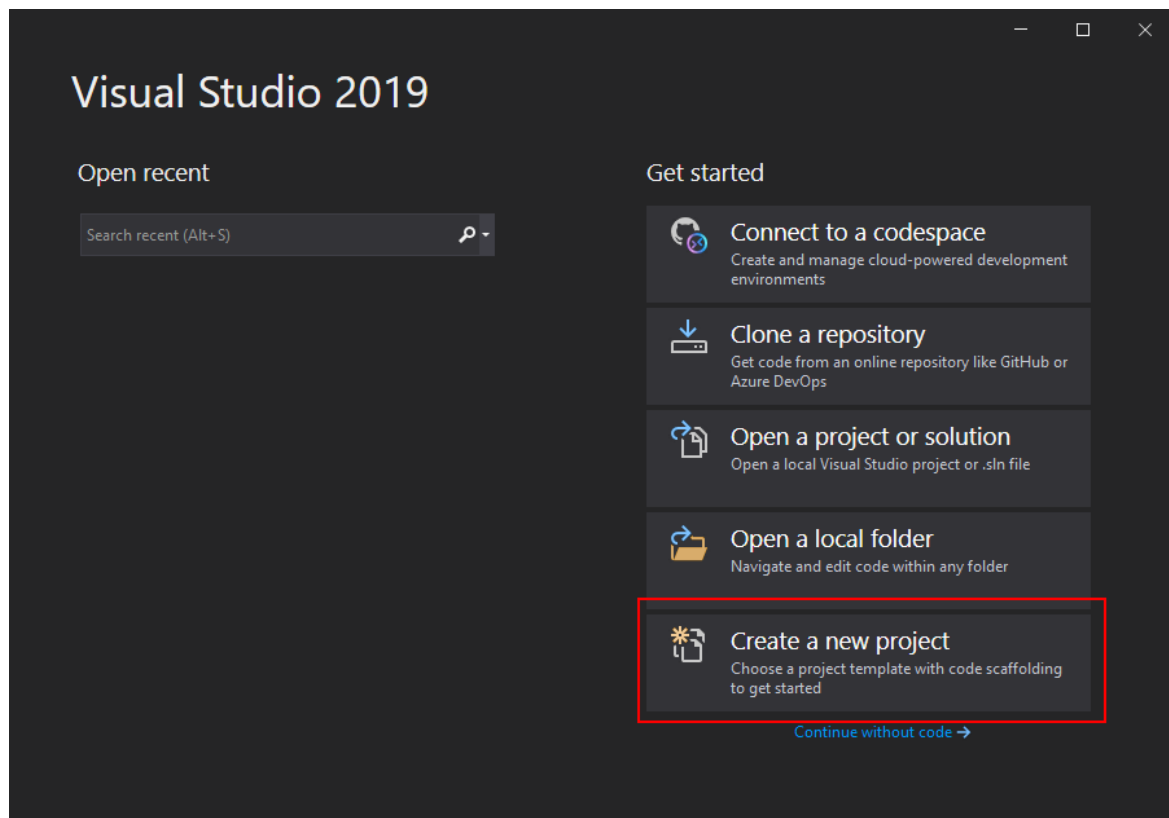 Visual Studio 2019
Open recent
Search recent (Alt+S)
Get started
Connect to a codespace
Create and manage cloud-powered development
environments
Clone a repository
Get code from an online repository like GitHub or
Azure DevOps
Open a project or solution
Open a local Visual Studio project or .sln file
Open a local folder
Navigate and edit code within any folder
Create a new project
Choose a project template with code scaffolding
to get started
Continue without code →